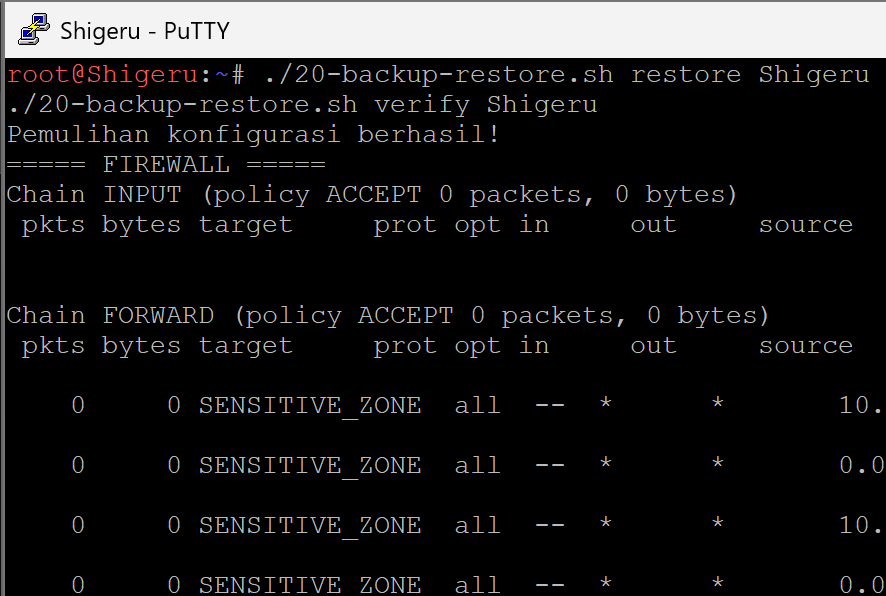 Shigeru - PuTTY
root@Shigeru:~# ./20-backup-restore.sh restore Shigeru
./20-backup-restore.sh verify Shigeru
Pemulihan konfigurasi berhasil!
===== FIREWALL =====
Chain INPUT (policy ACCEPT 0 packets, 0 bytes)
pkts bytes target prot opt in out source
Chain FORWARD (policy ACCEPT 0 packets, 0 bytes)
pkts bytes target prot opt in out source
0 0 SENSITIVE_ZONE all -- * * 10.
0 0 SENSITIVE_ZONE all -- * * 0.0
0 0 SENSITIVE_ZONE all -- * * 10.
0 0 SENSITIVE_ZONE all -- * * 0.0